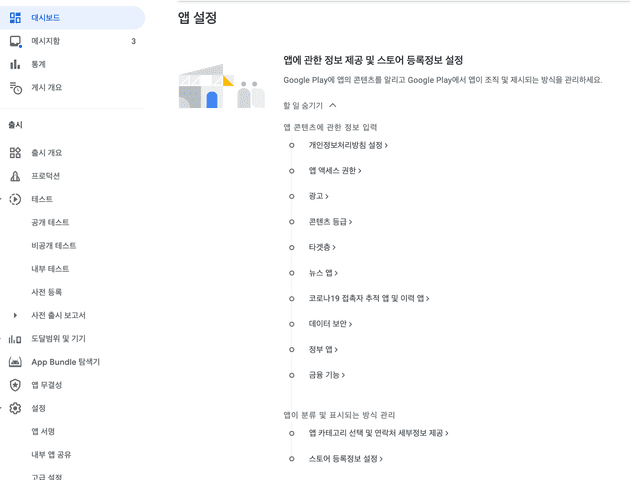 대시보드
메시지함 3
통계
게시 개요
출시
출시 개요
프로덕션
테스트
공개 테스트
비공개 테스트
내부 테스트
사전 등록
사전 출시 보고서
도달범위 및 기기
App Bundle 탐색기
앱 무결성
설정
앱 서명
내부 앱 공유
고급 설정
앱 설정
앱에 관한 정보 제공 및 스토어 등록정보 설정
Google Play에 앱의 콘텐츠를 알리고 Google Play에서 앱이 조직 및 제시되는 방식을 관리하세요.
할 일 숨기기
앱 콘텐츠에 관한 정보 입력
개인정보처리방침 설정
앱 액세스 권한
광고
콘텐츠 등급
타겟층
뉴스 앱
코로나19 접촉자 추적 앱 및 이력 앱
데이터 보안
정부 앱
금융 기능
앱이 분류 및 표시되는 방식 관리
앱 카테고리 선택 및 연락처 세부정보 제공
스토어 등록정보 설정